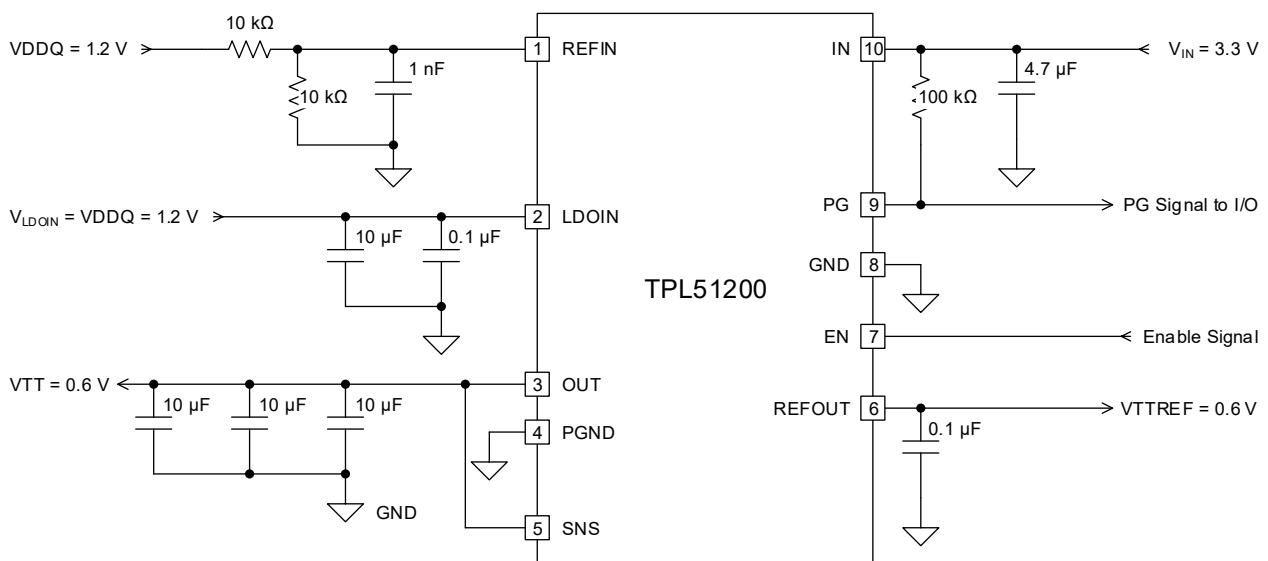 10 kΩ
VDDQ = 1.2 V
1 REFIN
IN 10
V_IN = 3.3 V
1 nF
10 kΩ
4.7 µF
100 kΩ
V_LDOIN = VDDQ = 1.2 V
2 LDOIN
PG 9
PG Signal to I/O
10 µF
0.1 µF
GND 8
TPL51200
EN 7
Enable Signal
VTT = 0.6 V
3 OUT
10 µF
10 µF
10 µF
REFOUT 6
VTTREF = 0.6 V
4 PGND
0.1 µF
GND
5 SNS